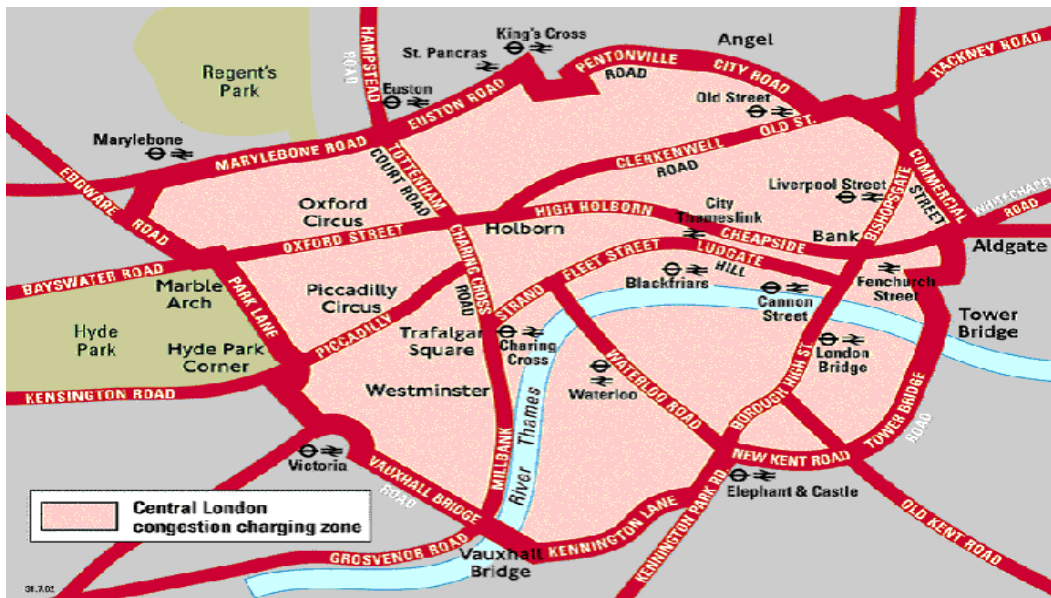 King's Cross
St. Pancras
Angel
HAMPSTEAD
ROAD
PENTONVILLE
ROAD
CITY ROAD
HACKNEY ROAD
Regent's
Park
Euston
EUSTON ROAD
Old Street
OLD ST.
Marylebone
MARYLEBONE ROAD
TOTTENHAM
COURT ROAD
CLERKENWELL
ROAD
COMMERCIAL
STREET
EDGWARE
ROAD
Liverpool Street
BISHOPSGATE
WHITECHAPEL
ROAD
Oxford
Circus
OXFORD STREET
Holborn
HIGH HOLBORN
City
Thameslink
CHEAPSIDE
Bank
Aldgate
BAYSWATER ROAD
Marble
Arch
PARK LANE
CHARING CROSS
ROAD
FLEET STREET
LUDGATE
HILL
Blackfriars
Fenchurch
Street
Cannon
Street
Piccadilly
Circus
PICCADILLY
STRAND
Trafalgar
Square
Charing
Cross
Tower
Bridge
Hyde
Park
Hyde Park
Corner
London
Bridge
KENSINGTON ROAD
Westminster
Waterloo
WATERLOO ROAD
BOROUGH HIGH ST.
TOWER BRIDGE
ROAD
River Thames
MILLBANK
Victoria
VAUXHALL BRIDGE
ROAD
NEW KENT ROAD
Elephant & Castle
KENNINGTON PARK RD.
OLD KENT ROAD
Central London
congestion charging zone
GROSVENOR ROAD
Vauxhall
Bridge
KENNINGTON LANE